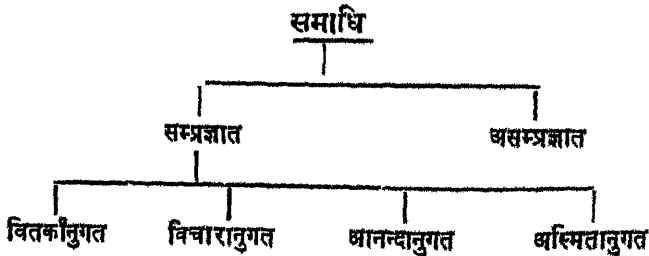 समाधि
सम्प्रज्ञात असम्प्रज्ञात
वितर्कानुगत विचारानुगत आनन्दानुगत अस्मितानुगत